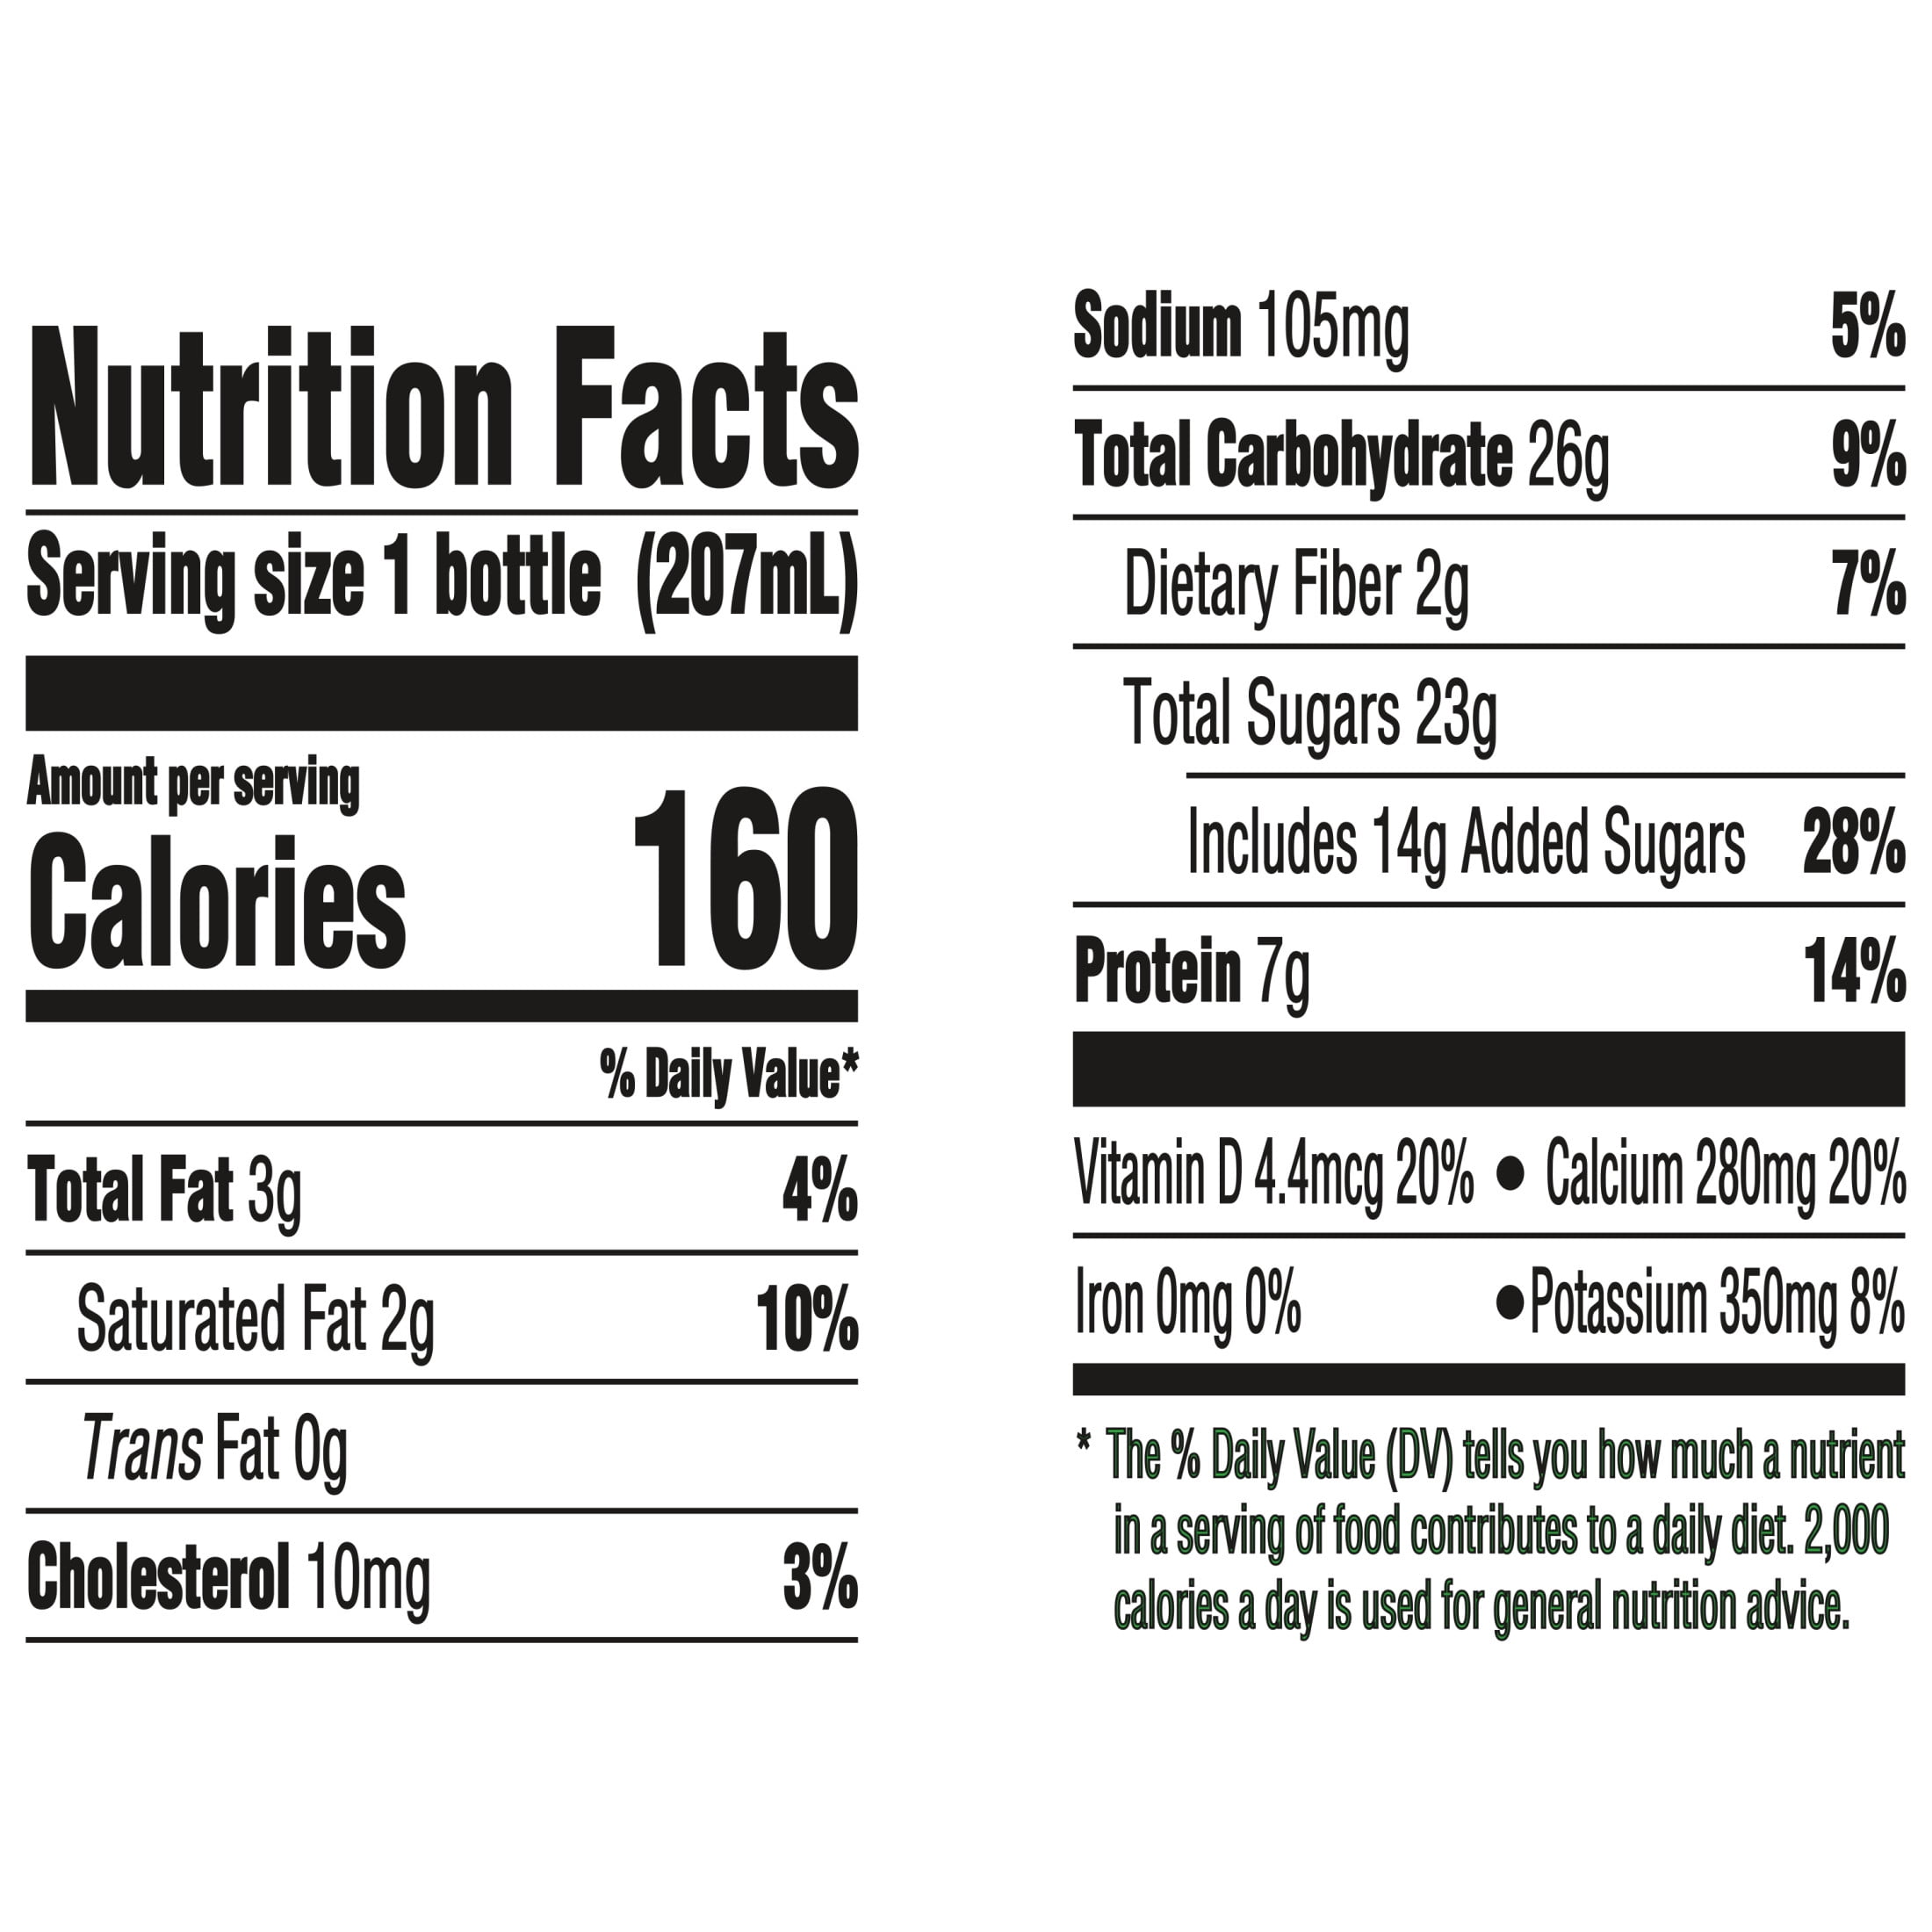 Nutrition Facts
Serving size 1 bottle (207mL)
Amount per serving
Calories 160
% Daily Value*
Total Fat 3g 4%
Saturated Fat 2g 10%
Trans Fat 0g
Cholesterol 10mg 3%
Sodium 105mg 5%
Total Carbohydrate 26g 9%
Dietary Fiber 2g 7%
Total Sugars 23g
Includes 14g Added Sugars 28%
Protein 7g 14%
Vitamin D 4.4mcg 20% ● Calcium 280mg 20%
Iron 0mg 0% ● Potassium 350mg 8%
* The % Daily Value (DV) tells you how much a nutrient
in a serving of food contributes to a daily diet. 2,000
calories a day is used for general nutrition advice.